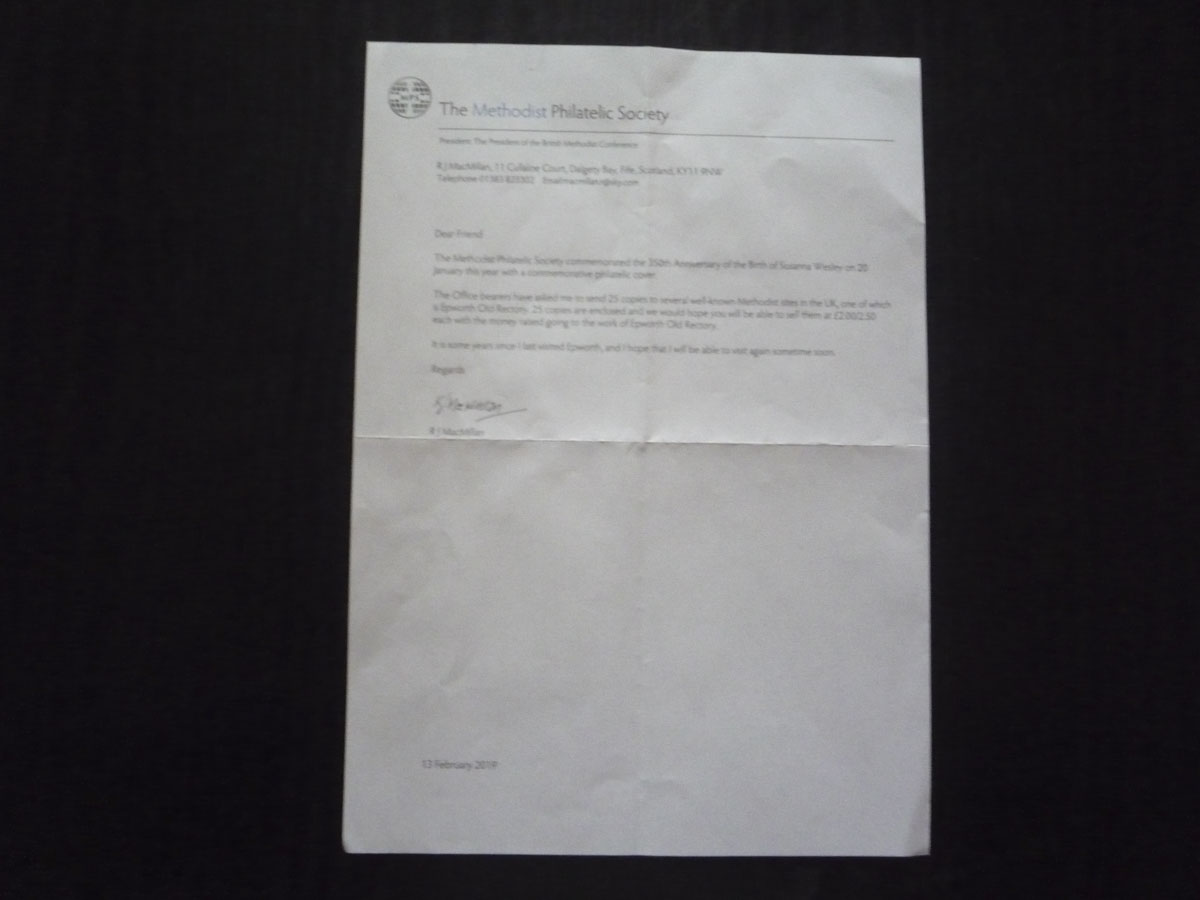 MPS
The Methodist Philatelic Society
President: The President of the British Methodist Conference
R J MacMillan, 11 Cullaine Court, Dalgety Bay, Fife, Scotland, KY11 9NW
Telephone 01383
Dear Friend
The Methodist Philatelic Society commemorated the 350th Anniversary of the Birth of Susanna Wesley on 20
January this year with a commemorative philatelic cover.
The Office bearers have asked me to send 25 copies to several well-known Methodist sites in the UK, one of which
is Epworth Old Rectory. 25 copies are enclosed and we would hope you will be able to sell them at £2.00/2.50
each with the money raised going to the work of Epworth Old Rectory.
It is some years since I last visited Epworth, and I hope that I will be able to visit again sometime soon.
Regards
R J MacMillan
13 February 2019